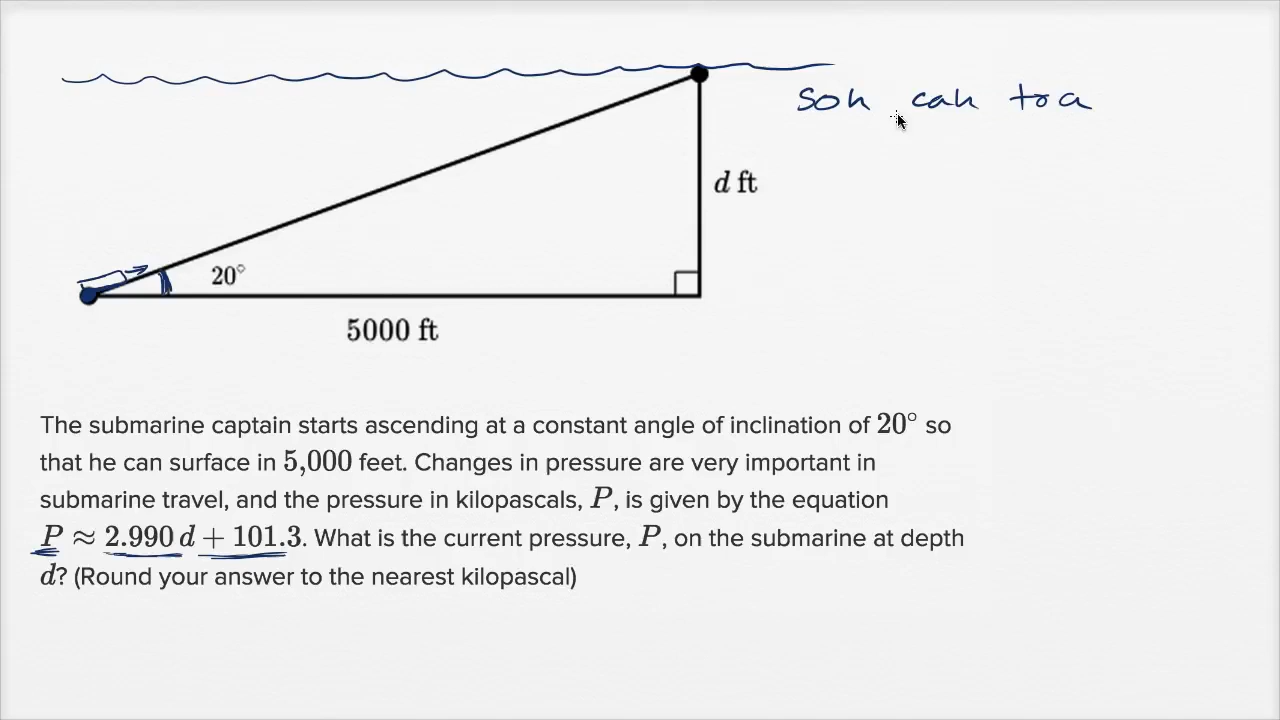 soh cah toa
d ft
20°
5000 ft
The submarine captain starts ascending at a constant angle of inclination of 20° so
that he can surface in 5,000 feet. Changes in pressure are very important in
submarine travel, and the pressure in kilopascals, P, is given by the equation
P ≈ 2.990 d + 101.3. What is the current pressure, P, on the submarine at depth
d? (Round your answer to the nearest kilopascal)